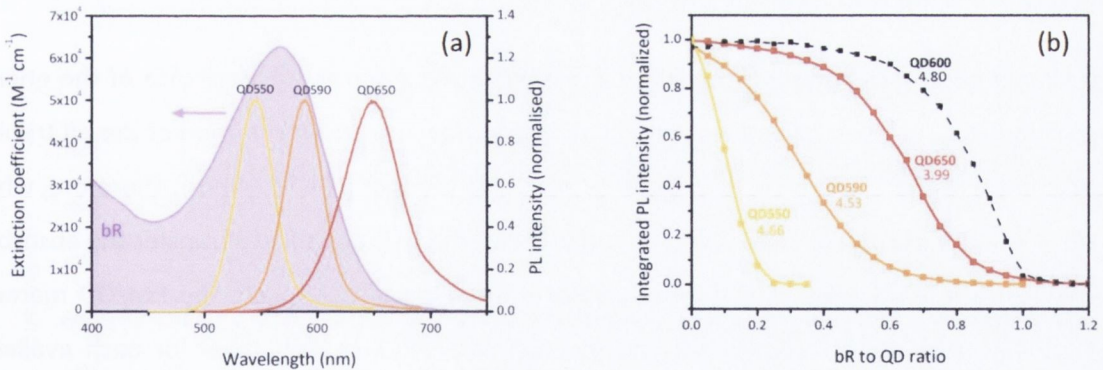 (a)
Extinction coefficient (M⁻¹ cm⁻¹)
7x10⁴
6x10⁴
5x10⁴
4x10⁴
3x10⁴
2x10⁴
1x10⁴
0
bR
QD550
QD590
QD650
1.4
1.2
1.0
0.8
0.6
0.4
0.2
0.0
PL intensity (normalised)
400
500
600
700
Wavelength (nm)
(b)
Integrated PL intensity (normalized)
1.0
0.8
0.6
0.4
0.2
0.0
QD600
4.80
QD650
3.99
QD590
4.53
QD550
4.66
0.0
0.2
0.4
0.6
0.8
1.0
1.2
bR to QD ratio